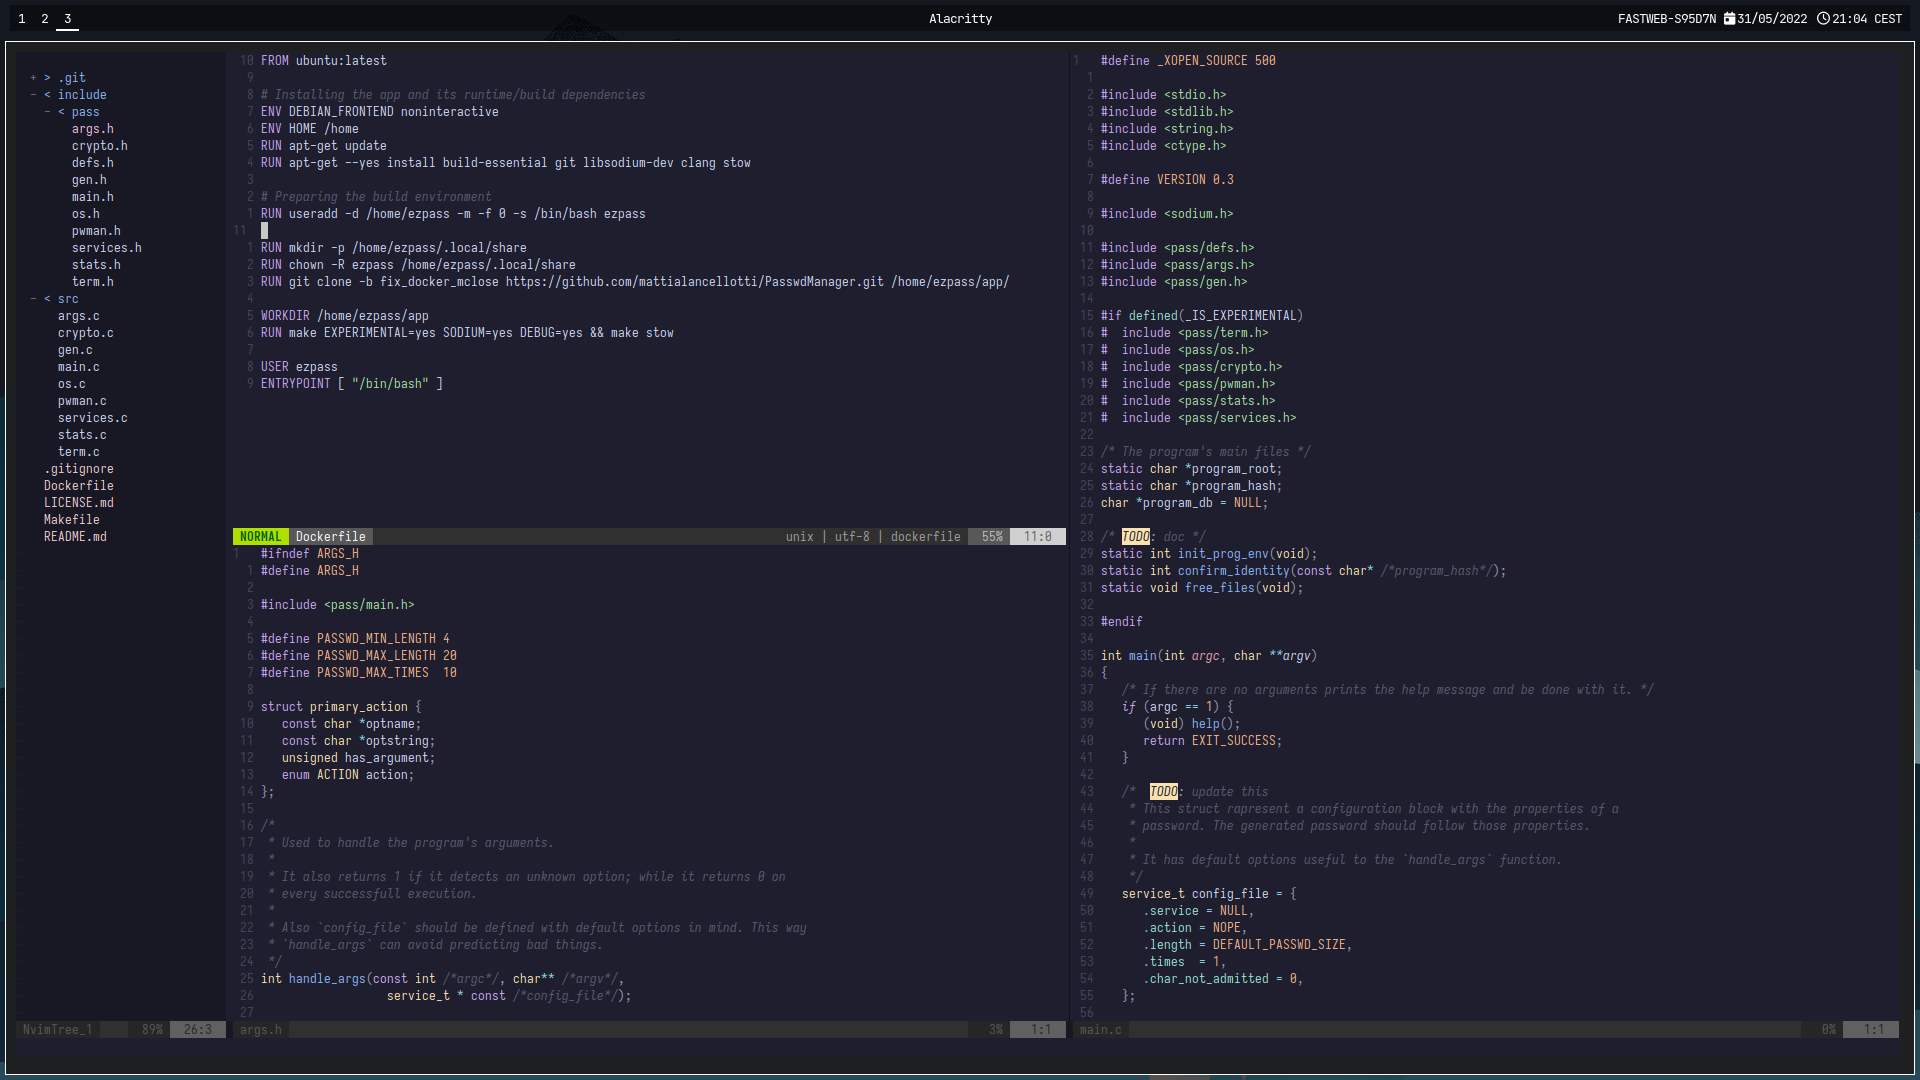 1 2 3 Alacritty FASTWEB-S95D7N 31/05/2022 21:04 CEST
+ > .git
- < include
- < pass
args.h
crypto.h
defs.h
gen.h
main.h
os.h
pwman.h
services.h
stats.h
term.h
- < src
args.c
crypto.c
gen.c
main.c
os.c
pwman.c
services.c
stats.c
term.c
.gitignore
Dockerfile
LICENSE.md
Makefile
README.md
NvimTree_1 89% 26:3
10 FROM ubuntu:latest
9
8 # Installing the app and its runtime/build dependencies
7 ENV DEBIAN_FRONTEND noninteractive
6 ENV HOME /home
5 RUN apt-get update
4 RUN apt-get --yes install build-essential git libsodium-dev clang stow
3
2 # Preparing the build environment
1 RUN useradd -d /home/ezpass -m -f 0 -s /bin/bash ezpass
11
1 RUN mkdir -p /home/ezpass/.local/share
2 RUN chown -R ezpass /home/ezpass/.local/share
3 RUN git clone -b fix_docker_mclose https://github.com/mattialancellotti/PasswdManager.git /home/ezpass/app/
4
5 WORKDIR /home/ezpass/app
6 RUN make EXPERIMENTAL=yes SODIUM=yes DEBUG=yes && make stow
7
8 USER ezpass
9 ENTRYPOINT [ "/bin/bash" ]
NORMAL Dockerfile unix | utf-8 | dockerfile 55% 11:0
1 #ifndef ARGS_H
1 #define ARGS_H
2
3 #include <pass/main.h>
4
5 #define PASSWD_MIN_LENGTH 4
6 #define PASSWD_MAX_LENGTH 20
7 #define PASSWD_MAX_TIMES  10
8
9 struct primary_action {
10 const char *optname;
11 const char *optstring;
12 unsigned has_argument;
13 enum ACTION action;
14 };
15
16 /*
17 * Used to handle the program's arguments.
18 *
19 * It also returns 1 if it detects an unknown option; while it returns 0 on
20 * every successfull execution.
21 *
22 * Also `config_file` should be defined with default options in mind. This way
23 * `handle_args` can avoid predicting bad things.
24 */
25 int handle_args(const int /*argc*/, char** /*argv*/,
26 service_t * const /*config_file*/);
27
args.h 3% 1:1
1 #define _XOPEN_SOURCE 500
1
2 #include <stdio.h>
3 #include <stdlib.h>
4 #include <string.h>
5 #include <ctype.h>
6
7 #define VERSION 0.3
8
9 #include <sodium.h>
10
11 #include <pass/defs.h>
12 #include <pass/args.h>
13 #include <pass/gen.h>
14
15 #if defined(_IS_EXPERIMENTAL)
16 #  include <pass/term.h>
17 #  include <pass/os.h>
18 #  include <pass/crypto.h>
19 #  include <pass/pwman.h>
20 #  include <pass/stats.h>
21 #  include <pass/services.h>
22
23 /* The program's main files */
24 static char *program_root;
25 static char *program_hash;
26 char *program_db = NULL;
27
28 /* TODO: doc */
29 static int init_prog_env(void);
30 static int confirm_identity(const char* /*program_hash*/);
31 static void free_files(void);
32
33 #endif
34
35 int main(int argc, char **argv)
36 {
37 /* If there are no arguments prints the help message and be done with it. */
38 if (argc == 1) {
39 (void) help();
40 return EXIT_SUCCESS;
41 }
42
43 /*  TODO: update this
44 * This struct rapresent a configuration block with the properties of a
45 * password. The generated password should follow those properties.
46 *
47 * It has default options useful to the `handle_args` function.
48 */
49 service_t config_file = {
50 .service = NULL,
51 .action = NOPE,
52 .length = DEFAULT_PASSWD_SIZE,
53 .times  = 1,
54 .char_not_admitted = 0,
55 };
56
main.c 0% 1:1